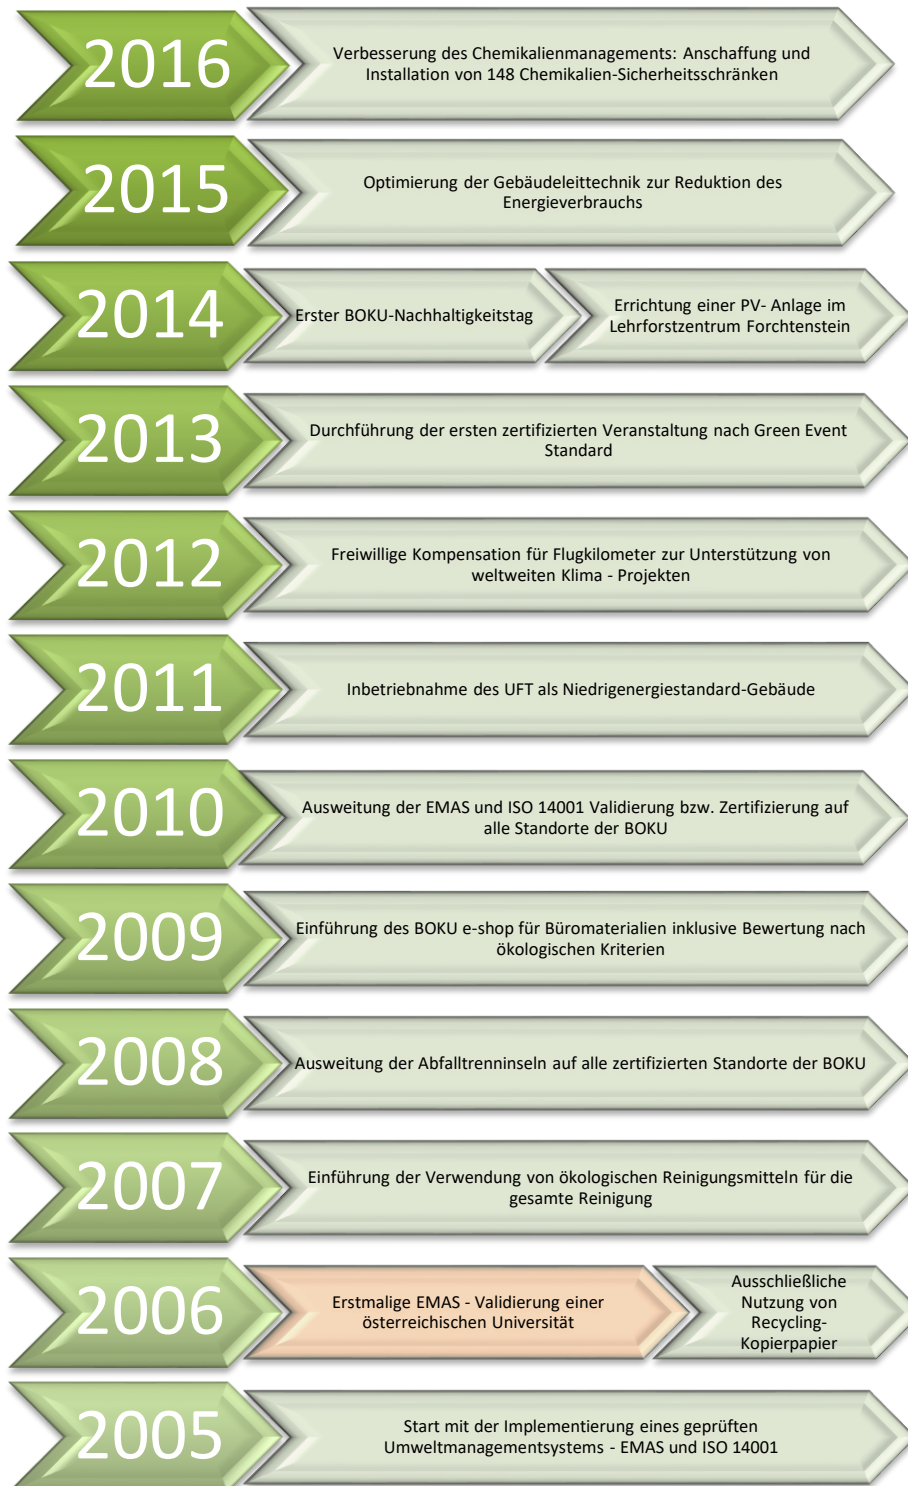 2016
Verbesserung des Chemikalienmanagements: Anschaffung und
Installation von 148 Chemikalien-Sicherheitsschränken
2015
Optimierung der Gebäudeleittechnik zur Reduktion des
Energieverbrauchs
2014
Erster BOKU-Nachhaltigkeitstag
Errichtung einer PV- Anlage im
Lehrforstzentrum Forchtenstein
2013
Durchführung der ersten zertifizierten Veranstaltung nach Green Event
Standard
2012
Freiwillige Kompensation für Flugkilometer zur Unterstützung von
weltweiten Klima - Projekten
2011
Inbetriebnahme des UFT als Niedrigenergiestandard-Gebäude
2010
Ausweitung der EMAS und ISO 14001 Validierung bzw. Zertifizierung auf
alle Standorte der BOKU
2009
Einführung des BOKU e-shop für Büromaterialien inklusive Bewertung nach
ökologischen Kriterien
2008
Ausweitung der Abfalltrenninseln auf alle zertifizierten Standorte der BOKU
2007
Einführung der Verwendung von ökologischen Reinigungsmitteln für die
gesamte Reinigung
2006
Erstmalige EMAS - Validierung einer
österreichischen Universität
Ausschließliche
Nutzung von
Recycling-
Kopierpapier
2005
Start mit der Implementierung eines geprüften
Umweltmanagementsystems - EMAS und ISO 14001